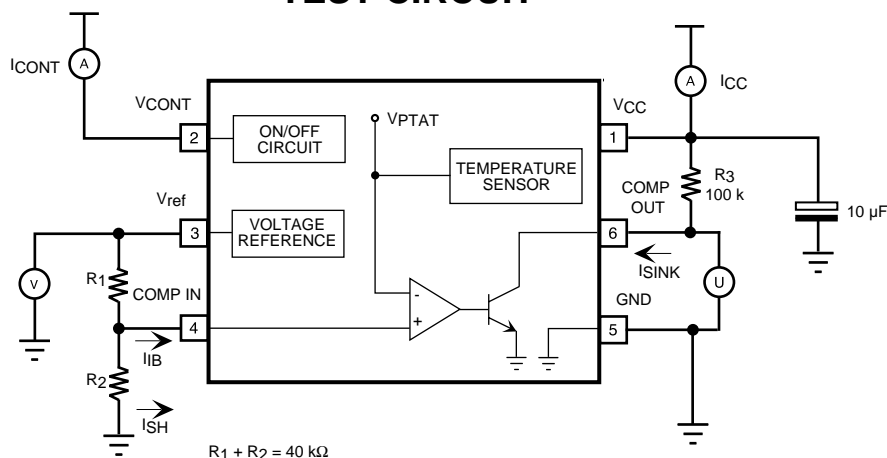 TEST CIRCUIT
ICONT
A
VCONT
2
ON/OFF
CIRCUIT
VPTAT
TEMPERATURE
SENSOR
VCC
1
A
ICC
R3
100 k
10 µF
Vref
3
VOLTAGE
REFERENCE
COMP
OUT
6
ISINK
V
R1
COMP IN
4
IIB
-
+
GND
5
U
R2
ISH
R1 + R2 = 40 kΩ